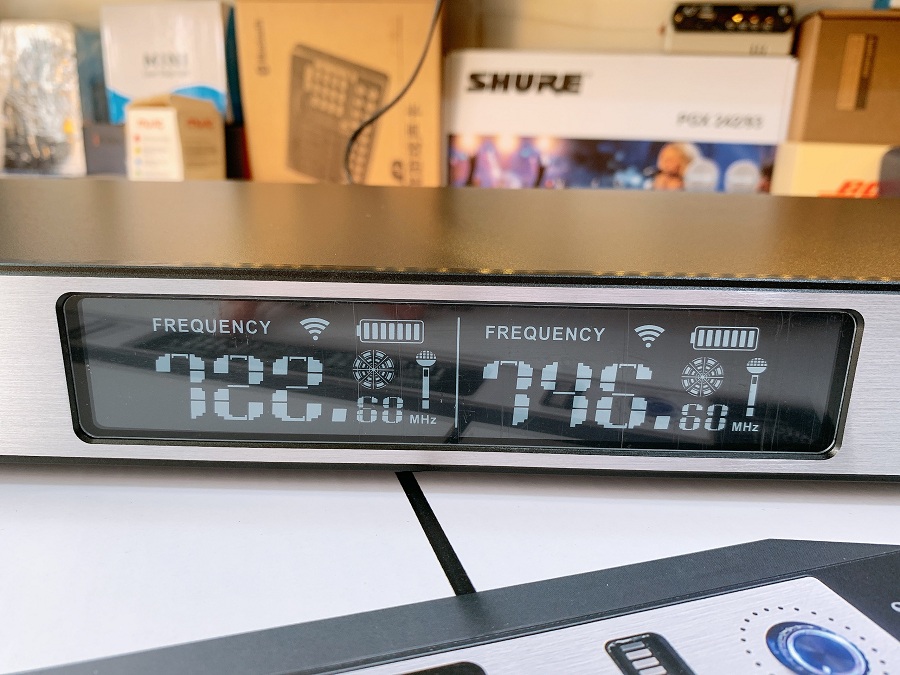 SHURE
FREQUENCY
722.60 MHz
FREQUENCY
746.60 MHz